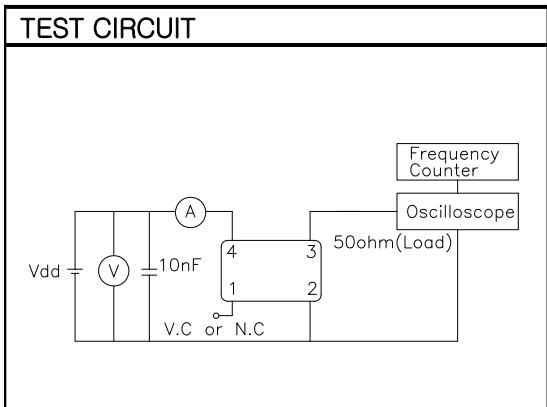 TEST CIRCUIT
Frequency
Counter
A
Oscilloscope
4 3
50ohm(Load)
Vdd
V
10nF
1 2
V.C or N.C